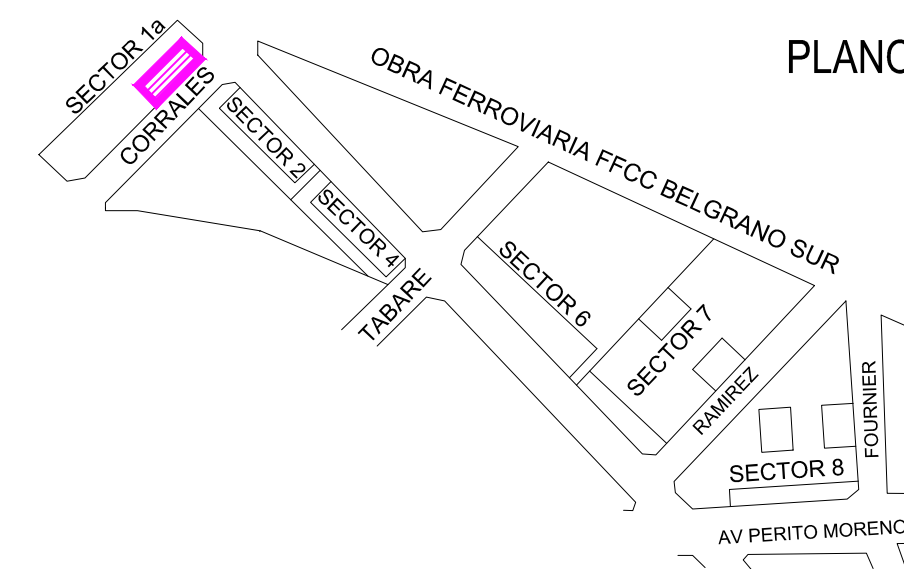 PLANO
SECTOR 1a
CORRALES
OBRA FERROVIARIA FFCC BELGRANO SUR
SECTOR 2
SECTOR 4
TABARE
SECTOR 6
SECTOR 7
RAMIREZ
FOURNIER
SECTOR 8
AV PERITO MORENO